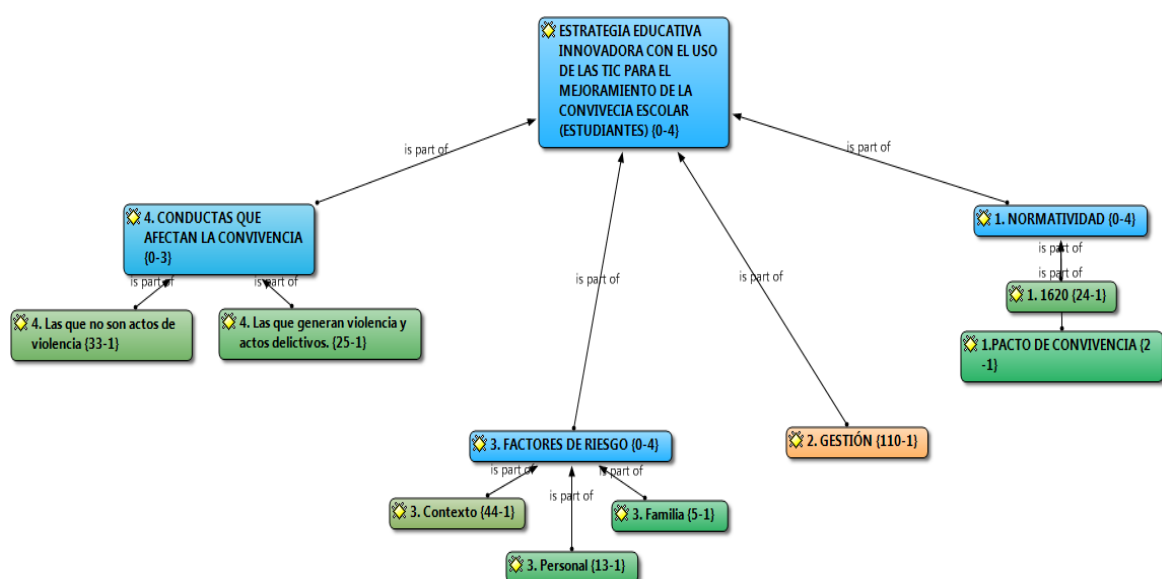 ESTRATEGIA EDUCATIVA
INNOVADORA CON EL USO
DE LAS TIC PARA EL
MEJORAMIENTO DE LA
CONVIVECIA ESCOLAR
(ESTUDIANTES) {0-4}
is part of
is part of
4. CONDUCTAS QUE
AFECTAN LA CONVIVENCIA
{0-3}
1. NORMATIVIDAD {0-4}
is part of
is part of
is part of
is part of
is part of
is part of
1. 1620 {24-1}
4. Las que no son actos de
violencia {33-1}
4. Las que generan violencia y
actos delictivos. {25-1}
1.PACTO DE CONVIVENCIA {2
-1}
3. FACTORES DE RIESGO {0-4}
2. GESTIÓN {110-1}
is part of
is part of
is part of
3. Contexto {44-1}
3. Familia {5-1}
3. Personal {13-1}